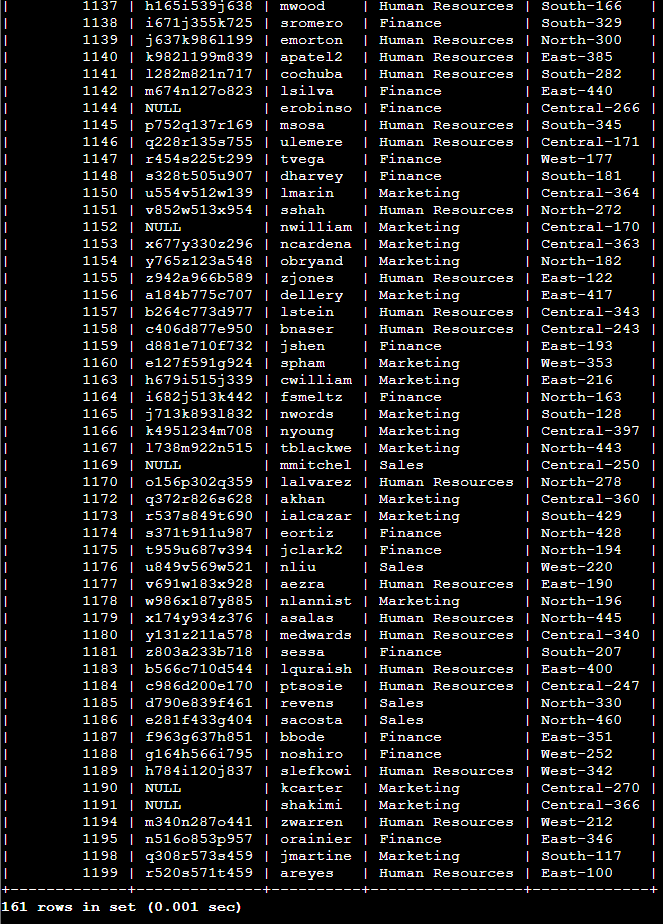 |        1137 | h165i539j638 | mwood    | Human Resources | South-166   |
|        1138 | i671j355k725 | sromero  | Finance         | South-329   |
|        1139 | j637k986l199 | emorton  | Human Resources | North-300   |
|        1140 | k982l199m839 | apatel2  | Human Resources | East-385    |
|        1141 | l282m821n717 | cochuba  | Human Resources | South-282   |
|        1142 | m674n127o823 | lsilva   | Finance         | East-440    |
|        1144 | NULL         | erobinso | Finance         | Central-266 |
|        1145 | p752q137r169 | msosa    | Human Resources | South-345   |
|        1146 | q228r135s755 | ulemere  | Human Resources | Central-171 |
|        1147 | r454s225t299 | tvega    | Finance         | West-177    |
|        1148 | s328t505u907 | dharvey  | Finance         | South-181   |
|        1150 | u554v512w139 | lmarin   | Marketing       | Central-364 |
|        1151 | v852w513x954 | sshah    | Human Resources | North-272   |
|        1152 | NULL         | nwilliam | Marketing       | Central-170 |
|        1153 | x677y330z296 | ncardena | Marketing       | Central-363 |
|        1154 | y765z123a548 | obryand  | Marketing       | North-182   |
|        1155 | z942a966b589 | zjones   | Human Resources | East-122    |
|        1156 | a184b775c707 | dellery  | Marketing       | East-417    |
|        1157 | b264c773d977 | lstein   | Human Resources | Central-343 |
|        1158 | c406d877e950 | bnaser   | Human Resources | Central-243 |
|        1159 | d881e710f732 | jshen    | Finance         | East-193    |
|        1160 | e127f591g924 | spham    | Marketing       | West-353    |
|        1163 | h679i515j339 | cwilliam | Marketing       | East-216    |
|        1164 | i682j513k442 | fsmeltz  | Finance         | North-163   |
|        1165 | j713k893l832 | nwords   | Marketing       | South-128   |
|        1166 | k495l234m708 | nyoung   | Marketing       | Central-397 |
|        1167 | l738m922n515 | tblackwe | Marketing       | North-443   |
|        1169 | NULL         | mmitchel | Sales           | Central-250 |
|        1170 | o156p302q359 | lalvarez | Human Resources | North-278   |
|        1172 | q372r826s628 | akhan    | Marketing       | Central-360 |
|        1173 | r537s849t690 | ialcazar | Marketing       | South-429   |
|        1174 | s371t911u987 | eortiz   | Finance         | North-428   |
|        1175 | t959u687v394 | jclark2  | Finance         | North-194   |
|        1176 | u849v569w521 | nliu     | Sales           | West-220    |
|        1177 | v691w183x928 | aezra    | Human Resources | East-190    |
|        1178 | w986x187y885 | nlannist | Marketing       | North-196   |
|        1179 | x174y934z376 | asalas   | Human Resources | North-445   |
|        1180 | y131z211a578 | medwards | Human Resources | Central-340 |
|        1181 | z803a233b718 | sessa    | Finance         | South-207   |
|        1183 | b566c710d544 | lquraish | Human Resources | East-400    |
|        1184 | c986d200e170 | ptsosie  | Human Resources | Central-247 |
|        1185 | d790e839f461 | revens   | Sales           | North-330   |
|        1186 | e281f433g404 | sacosta  | Sales           | North-460   |
|        1187 | f963g637h851 | bbode    | Finance         | East-351    |
|        1188 | g164h566i795 | noshiro  | Finance         | West-252    |
|        1189 | h784i120j837 | slefkowi | Human Resources | West-342    |
|        1190 | NULL         | kcarter  | Marketing       | Central-270 |
|        1191 | NULL         | shakimi  | Marketing       | Central-366 |
|        1194 | m340n287o441 | zwarren  | Human Resources | West-212    |
|        1195 | n516o853p957 | orainier | Finance         | East-346    |
|        1198 | q308r573s459 | jmartine | Marketing       | South-117   |
|        1199 | r520s571t459 | areyes   | Human Resources | East-100    |
+-------------+--------------+----------+-----------------+-------------+
161 rows in set (0.001 sec)